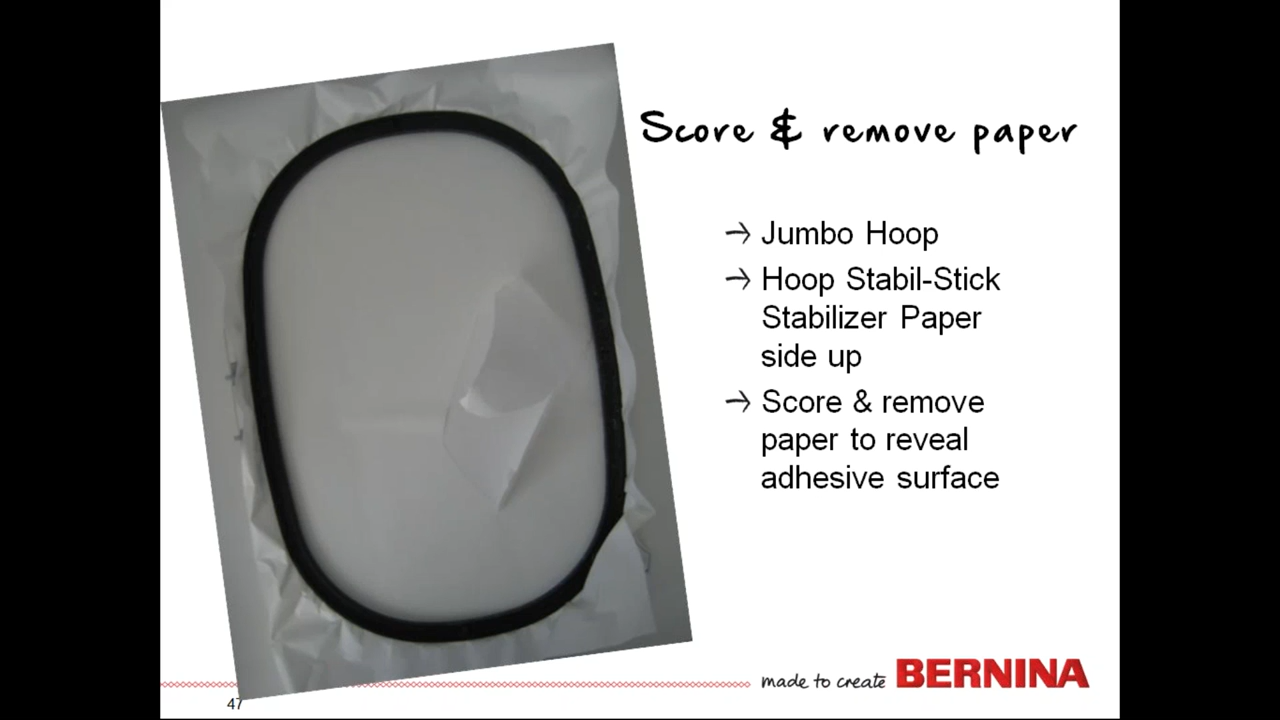 Score & remove paper
→ Jumbo Hoop
→ Hoop Stabil-Stick
Stabilizer Paper
side up
→ Score & remove
paper to reveal
adhesive surface
made to create BERNINA
47